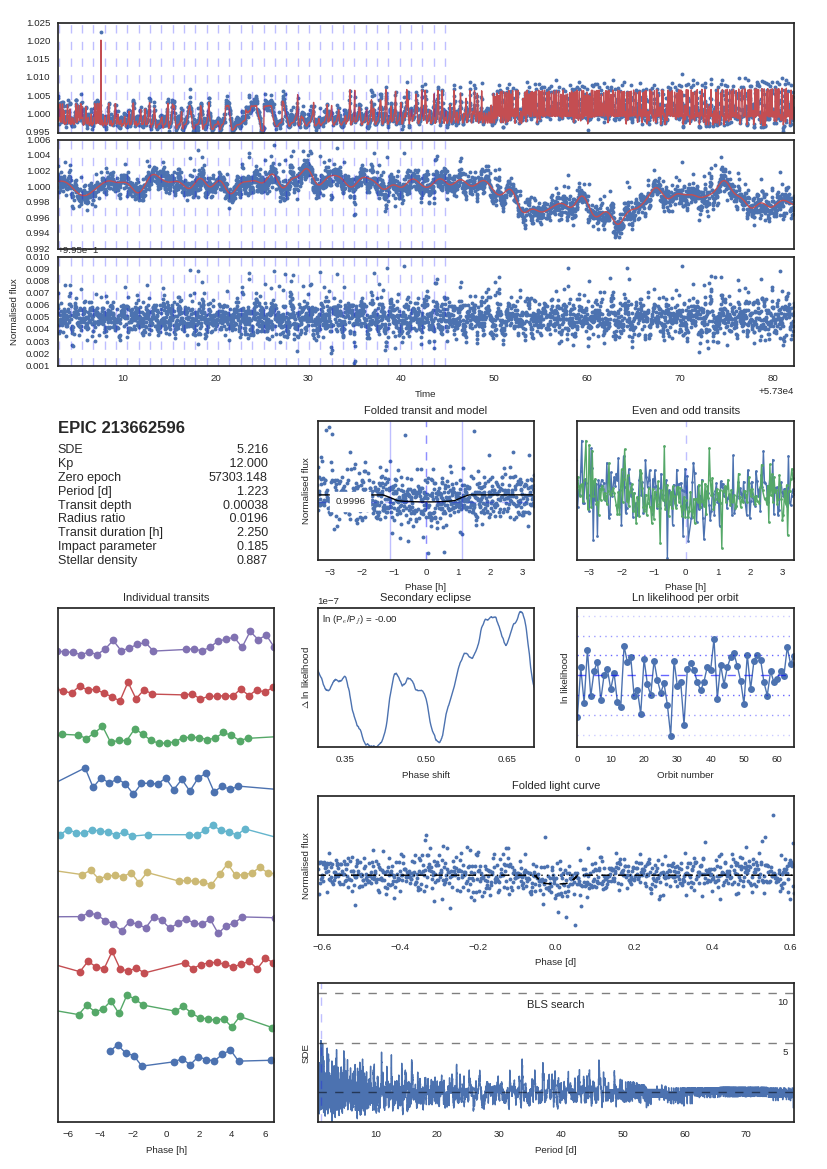 1.025
1.020
1.015
1.010
1.005
1.000
0.995
1.006
1.004
1.002
1.000
0.998
0.996
0.994
0.992
+9.95e−1
0.010
0.009
0.008
0.007
0.006
0.005
0.004
0.003
0.002
0.001
Normalised flux
10 20 30 40 50 60 70 80
Time
+5.73e4
EPIC 213662596
SDE 5.216
Kp 12.000
Zero epoch 57303.148
Period [d] 1.223
Transit depth 0.00038
Radius ratio 0.0196
Transit duration [h] 2.250
Impact parameter 0.185
Stellar density 0.887
Folded transit and model
Normalised flux
0.9996
−3 −2 −1 0 1 2 3
Phase [h]
Even and odd transits
−3 −2 −1 0 1 2 3
Phase [h]
Individual transits
−6 −4 −2 0 2 4 6
Phase [h]
Secondary eclipse
1e−7
ln (Pₑ/P𝑓) = -0.00
Δ ln likelihood
0.35 0.50 0.65
Phase shift
Ln likelihood per orbit
ln likelihood
0 10 20 30 40 50 60
Orbit number
Folded light curve
Normalised flux
−0.6 −0.4 −0.2 0.0 0.2 0.4 0.6
Phase [d]
BLS search
10
5
SDE
10 20 30 40 50 60 70
Period [d]